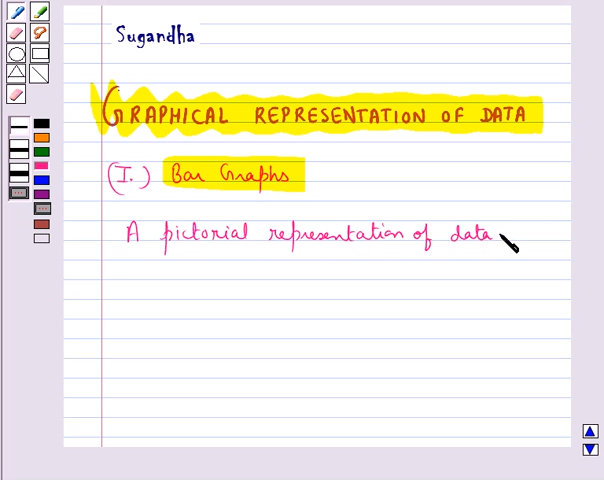 Sugandha
GRAPHICAL REPRESENTATION OF DATA
(I.) Bar Graphs
A pictorial representation of data